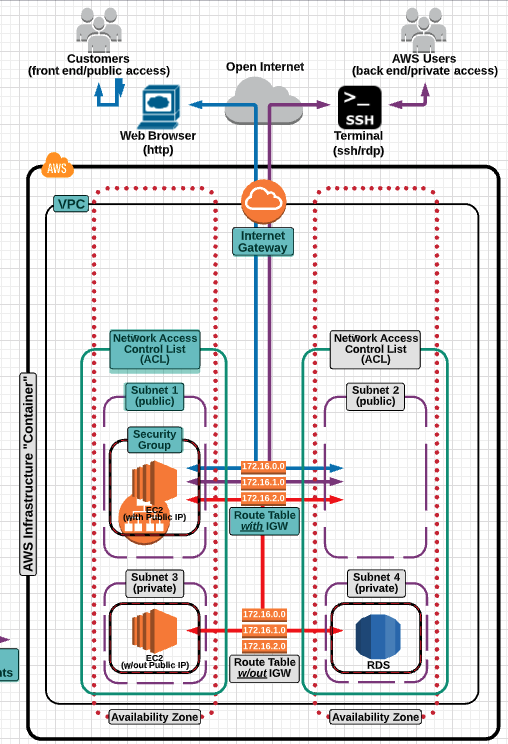 Customers
(front end/public access)
AWS Users
(back end/private access)
Open Internet
Web Browser
(http)
>_
SSH
Terminal
(ssh/rdp)
AWS
VPC
Internet
Gateway
AWS Infrastructure "Container"
Network Access
Control List
(ACL)
Network Access
Control List
(ACL)
Subnet 1
(public)
Subnet 2
(public)
Security
Group
EC2
(with Public IP)
172.16.0.0
172.16.1.0
172.16.2.0
Route Table
with IGW
Subnet 3
(private)
Subnet 4
(private)
EC2
(w/out Public IP)
172.16.0.0
172.16.1.0
172.16.2.0
Route Table
w/out IGW
RDS
nts
Availability Zone
Availability Zone